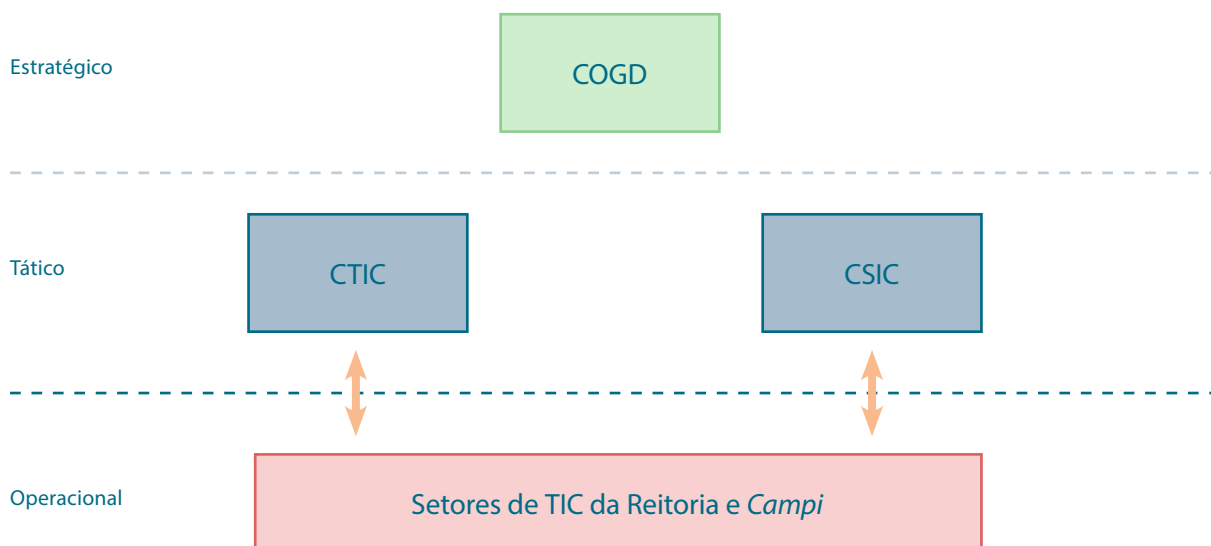 Estratégico
COGD
Tático
CTIC
CSIC
Operacional
Setores de TIC da Reitoria e Campi